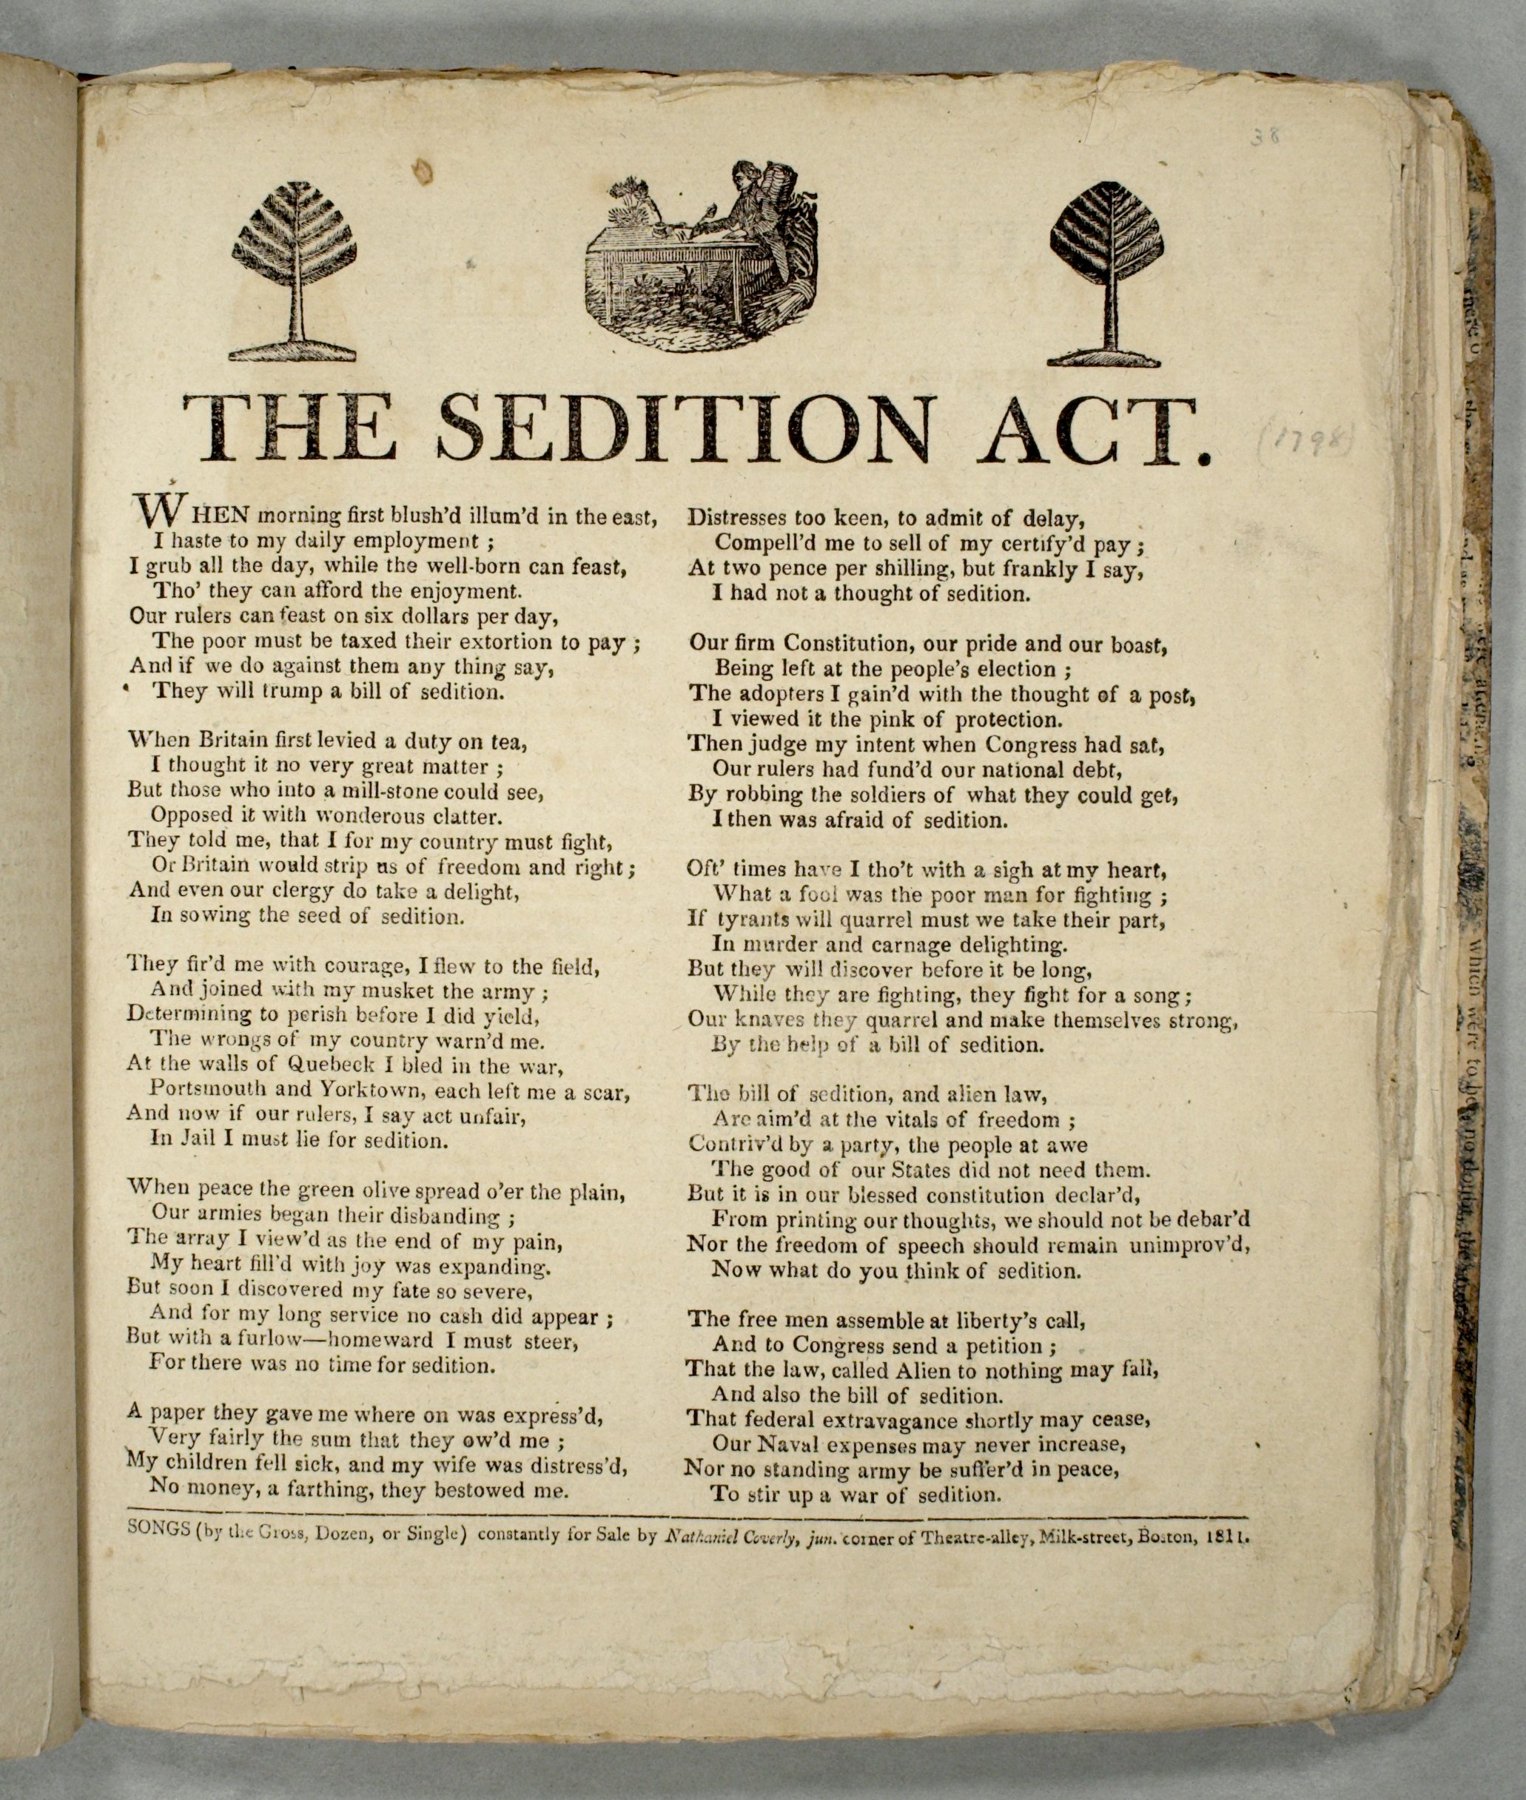 38
THE SEDITION ACT.
(1798)
WHEN morning first blush'd illum'd in the east,
I haste to my daily employment ;
I grub all the day, while the well-born can feast,
Tho' they can afford the enjoyment.
Our rulers can feast on six dollars per day,
The poor must be taxed their extortion to pay ;
And if we do against them any thing say,
They will trump a bill of sedition.
When Britain first levied a duty on tea,
I thought it no very great matter ;
But those who into a mill-stone could see,
Opposed it with wonderous clatter.
They told me, that I for my country must fight,
Or Britain would strip us of freedom and right ;
And even our clergy do take a delight,
In sowing the seed of sedition.
They fir'd me with courage, I flew to the field,
And joined with my musket the army ;
Determining to perish before I did yield,
The wrongs of my country warn'd me.
At the walls of Quebeck I bled in the war,
Portsmouth and Yorktown, each left me a scar,
And now if our rulers, I say act unfair,
In Jail I must lie for sedition.
When peace the green olive spread o'er the plain,
Our armies began their disbanding ;
The array I view'd as the end of my pain,
My heart fill'd with joy was expanding.
But soon I discovered my fate so severe,
And for my long service no cash did appear ;
But with a furlow—homeward I must steer,
For there was no time for sedition.
A paper they gave me where on was express'd,
Very fairly the sum that they ow'd me ;
My children fell sick, and my wife was distress'd,
No money, a farthing, they bestowed me.
Distresses too keen, to admit of delay,
Compell'd me to sell of my certify'd pay ;
At two pence per shilling, but frankly I say,
I had not a thought of sedition.
Our firm Constitution, our pride and our boast,
Being left at the people's election ;
The adopters I gain'd with the thought of a post,
I viewed it the pink of protection.
Then judge my intent when Congress had sat,
Our rulers had fund'd our national debt,
By robbing the soldiers of what they could get,
I then was afraid of sedition.
Oft' times have I tho't with a sigh at my heart,
What a fool was the poor man for fighting ;
If tyrants will quarrel must we take their part,
In murder and carnage delighting.
But they will discover before it be long,
While they are fighting, they fight for a song ;
Our knaves they quarrel and make themselves strong,
By the help of a bill of sedition.
The bill of sedition, and alien law,
Are aim'd at the vitals of freedom ;
Contriv'd by a party, the people at awe
The good of our States did not need them.
But it is in our blessed constitution declar'd,
From printing our thoughts, we should not be debar'd
Nor the freedom of speech should remain unimprov'd,
Now what do you think of sedition.
The free men assemble at liberty's call,
And to Congress send a petition ;
That the law, called Alien to nothing may fall,
And also the bill of sedition.
That federal extravagance shortly may cease,
Our Naval expenses may never increase,
Nor no standing army be suffer'd in peace,
To stir up a war of sedition.
SONGS (by the Gross, Dozen, or Single) constantly for Sale by Nathaniel Coverly, jun. corner of Theatre-alley, Milk-street, Boston, 1811.